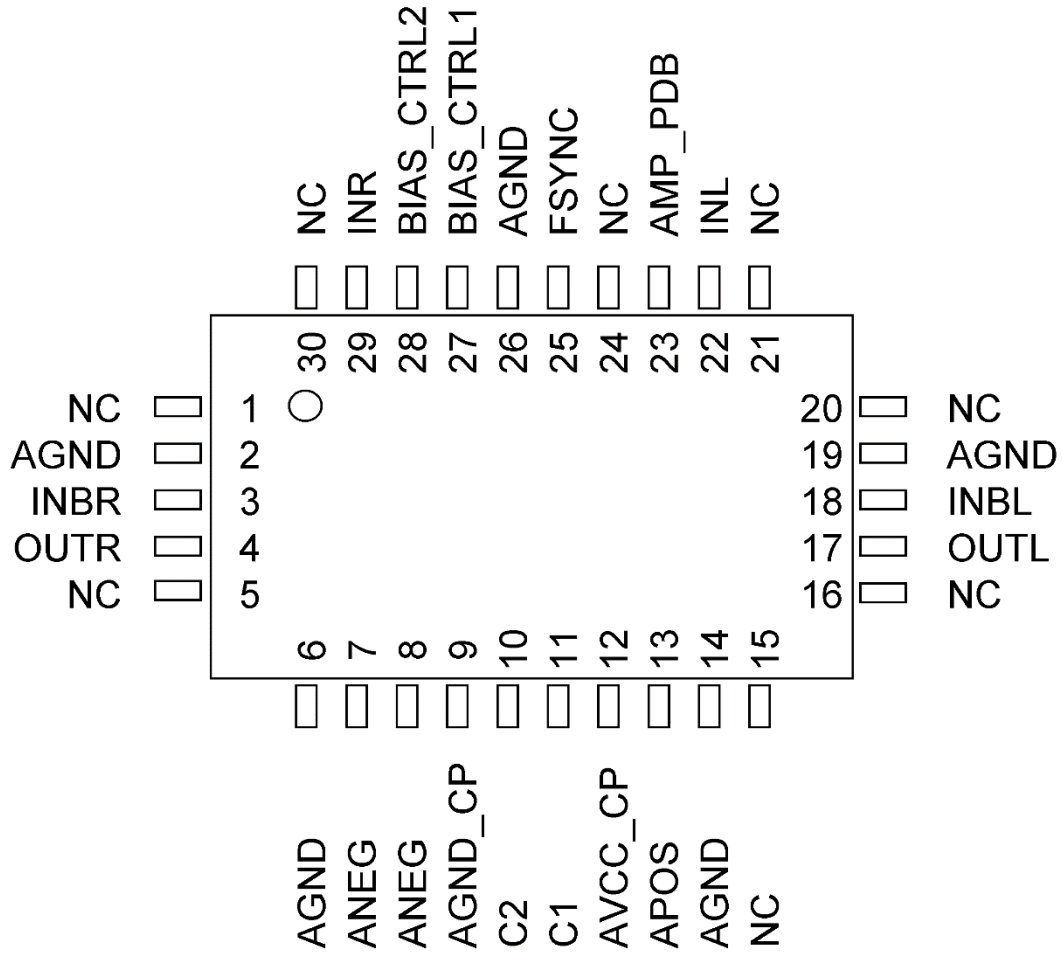 NC
INR
BIAS_CTRL2
BIAS_CTRL1
AGND
FSYNC
NC
AMP_PDB
INL
NC
30
29
28
27
26
25
24
23
22
21
NC 1
AGND 2
INBR 3
OUTR 4
NC 5
20 NC
19 AGND
18 INBL
17 OUTL
16 NC
6
7
8
9
10
11
12
13
14
15
AGND
ANEG
ANEG
AGND_CP
C2
C1
AVCC_CP
APOS
AGND
NC